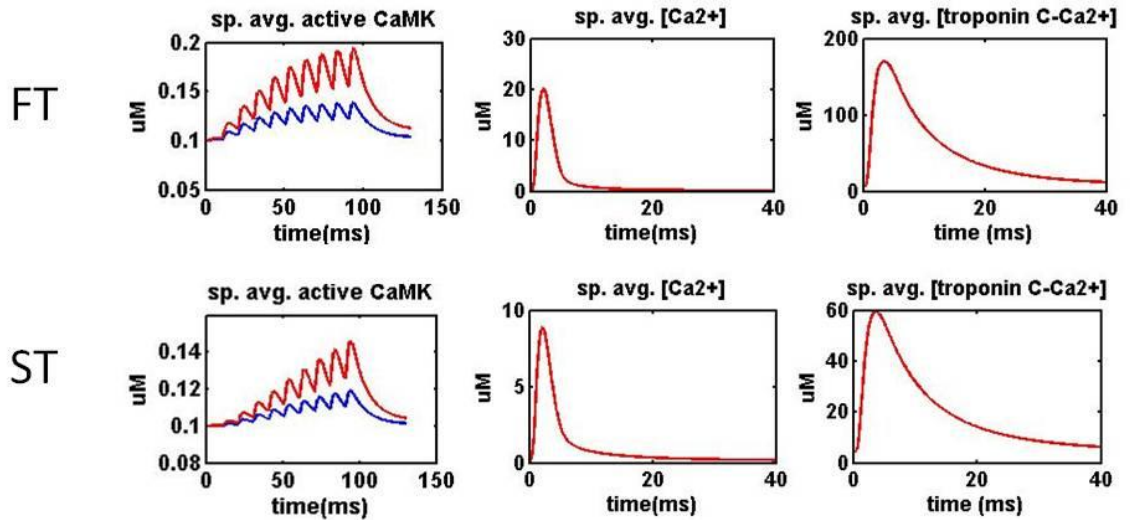 FT
sp. avg. active CaMK
uM
0.2
0.15
0.1
0.05
0 50 100 150
time(ms)
sp. avg. [Ca2+]
uM
30
20
10
0
0 20 40
time(ms)
sp. avg. [troponin C-Ca2+]
uM
200
100
0
0 20 40
time (ms)
ST
sp. avg. active CaMK
uM
0.14
0.12
0.1
0.08
0 50 100 150
time(ms)
sp. avg. [Ca2+]
uM
10
5
0
0 20 40
time(ms)
sp. avg. [troponin C-Ca2+]
uM
60
40
20
0
0 20 40
time (ms)